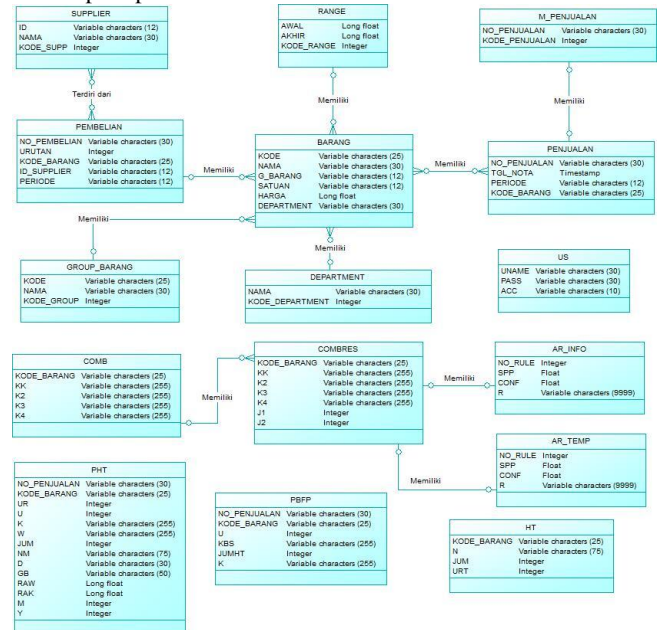 SUPPLIER
ID Variable characters (12)
NAMA Variable characters (30)
KODE_SUPP Integer
RANGE
AWAL Long float
AKHIR Long float
KODE_RANGE Integer
M_PENJUALAN
NO_PENJUALAN Variable characters (30)
KODE_PENJUALAN Integer
Terdiri dari
Memiliki
Memiliki
PEMBELIAN
NO_PEMBELIAN Variable characters (30)
URUTAN Integer
KODE_BARANG Variable characters (25)
ID_SUPPLIER Variable characters (12)
PERIODE Variable characters (12)
Memiliki
BARANG
KODE Variable characters (25)
NAMA Variable characters (30)
G_BARANG Variable characters (12)
SATUAN Variable characters (12)
HARGA Long float
DEPARTMENT Variable characters (30)
Memiliki
PENJUALAN
NO_PENJUALAN Variable characters (30)
TGL_NOTA Timestamp
PERIODE Variable characters (12)
KODE_BARANG Variable characters (25)
Memiliki
Memiliki
GROUP_BARANG
KODE Variable characters (25)
NAMA Variable characters (30)
KODE_GROUP Integer
DEPARTMENT
NAMA Variable characters (30)
KODE_DEPARTMENT Integer
US
UNAME Variable characters (30)
PASS Variable characters (30)
ACC Variable characters (10)
COMB
KODE_BARANG Variable characters (25)
KK Variable characters (255)
K2 Variable characters (255)
K3 Variable characters (255)
K4 Variable characters (255)
Memiliki
COMBRES
KODE_BARANG Variable characters (25)
KK Variable characters (255)
K2 Variable characters (255)
K3 Variable characters (255)
K4 Variable characters (255)
J1 Integer
J2 Integer
Memiliki
AR_INFO
NO_RULE Integer
SPP Float
CONF Float
R Variable characters (9999)
Memiliki
AR_TEMP
NO_RULE Integer
SPP Float
CONF Float
R Variable characters (9999)
PHT
NO_PENJUALAN Variable characters (30)
KODE_BARANG Variable characters (25)
UR Integer
U Integer
K Variable characters (255)
W Variable characters (255)
JUM Integer
NM Variable characters (75)
D Variable characters (30)
GB Variable characters (50)
RAW Long float
RAK Long float
M Integer
Y Integer
PBFP
NO_PENJUALAN Variable characters (30)
KODE_BARANG Variable characters (25)
U Integer
KBS Variable characters (255)
JUMHT Integer
K Variable characters (255)
HT
KODE_BARANG Variable characters (25)
N Variable characters (75)
JUM Integer
URT Integer